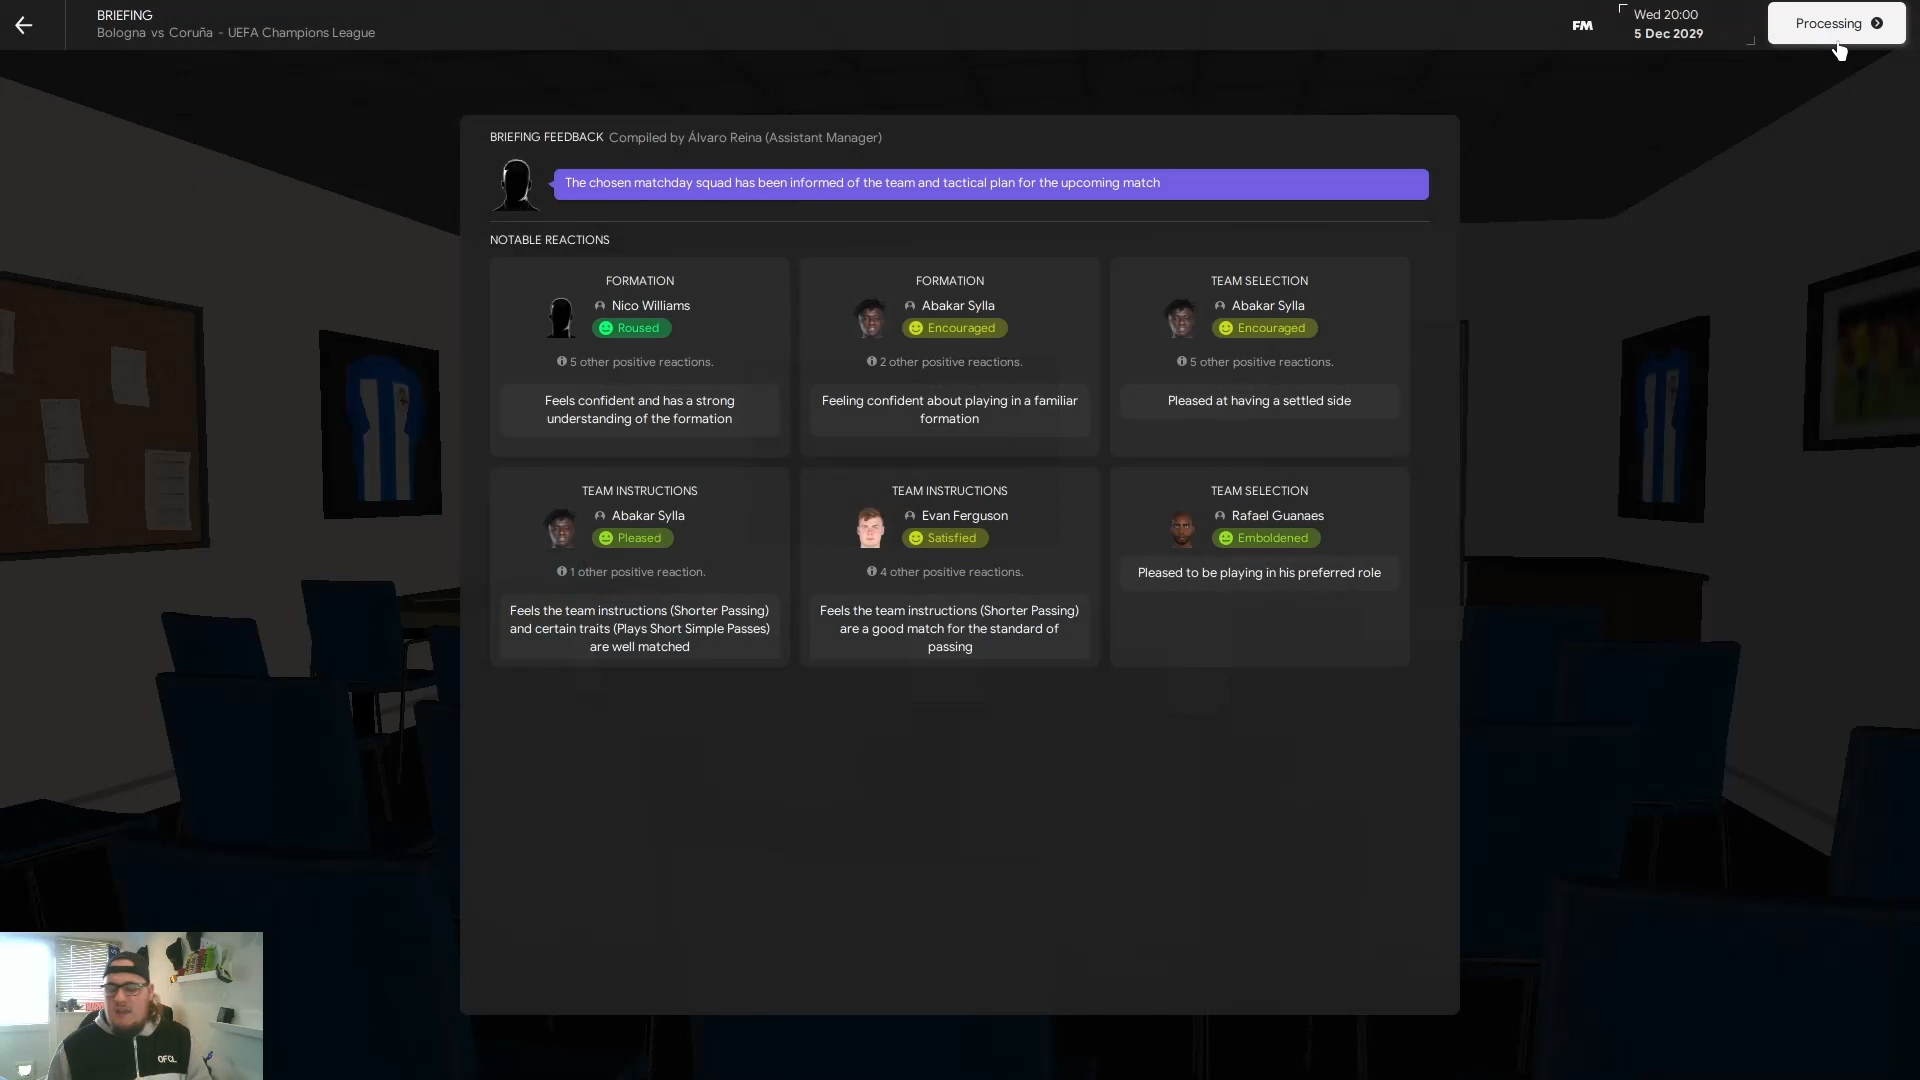 BRIEFING
Bologna vs Coruña - UEFA Champions League
FM
Wed 20:00
5 Dec 2029
Processing
BRIEFING FEEDBACK Compiled by Álvaro Reina (Assistant Manager)
The chosen matchday squad has been informed of the team and tactical plan for the upcoming match
NOTABLE REACTIONS
FORMATION
Nico Williams
Roused
5 other positive reactions.
Feels confident and has a strong
understanding of the formation
FORMATION
Abakar Sylla
Encouraged
2 other positive reactions.
Feeling confident about playing in a familiar
formation
TEAM SELECTION
Abakar Sylla
Encouraged
5 other positive reactions.
Pleased at having a settled side
TEAM INSTRUCTIONS
Abakar Sylla
Pleased
1 other positive reaction.
Feels the team instructions (Shorter Passing)
and certain traits (Plays Short Simple Passes)
are well matched
TEAM INSTRUCTIONS
Evan Ferguson
Satisfied
4 other positive reactions.
Feels the team instructions (Shorter Passing)
are a good match for the standard of
passing
TEAM SELECTION
Rafael Guanaes
Emboldened
Pleased to be playing in his preferred role
OFCL